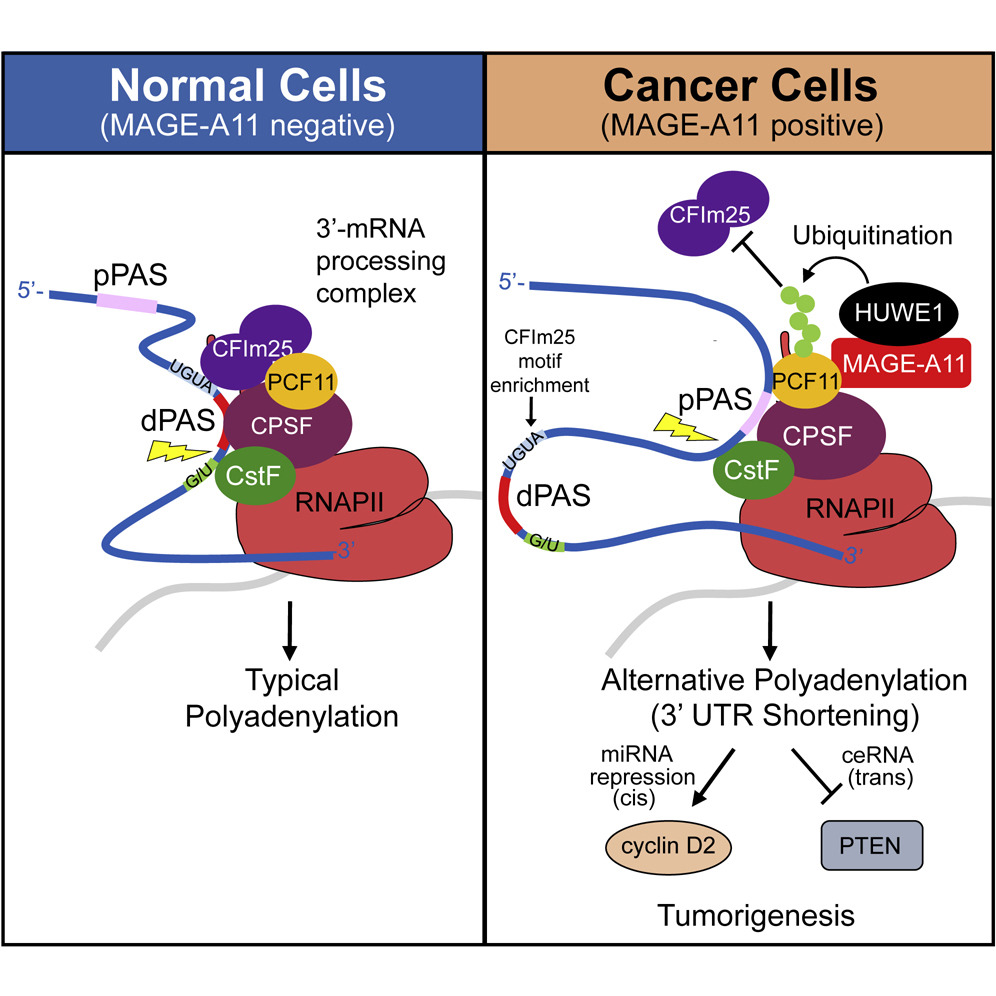 Normal Cells
(MAGE-A11 negative)
3’-mRNA
processing
complex
pPAS
5’-
CFIm25
UGUA
PCF11
dPAS
CPSF
G/U
CstF
RNAPII
-3’
Typical
Polyadenylation
Cancer Cells
(MAGE-A11 positive)
CFIm25
Ubiquitination
5’-
HUWE1
CFIm25
motif
enrichment
MAGE-A11
PCF11
pPAS
CPSF
UGUA
CstF
dPAS
RNAPII
G/U
3’
Alternative Polyadenylation
(3’ UTR Shortening)
miRNA
repression
(cis)
ceRNA
(trans)
cyclin D2
PTEN
Tumorigenesis